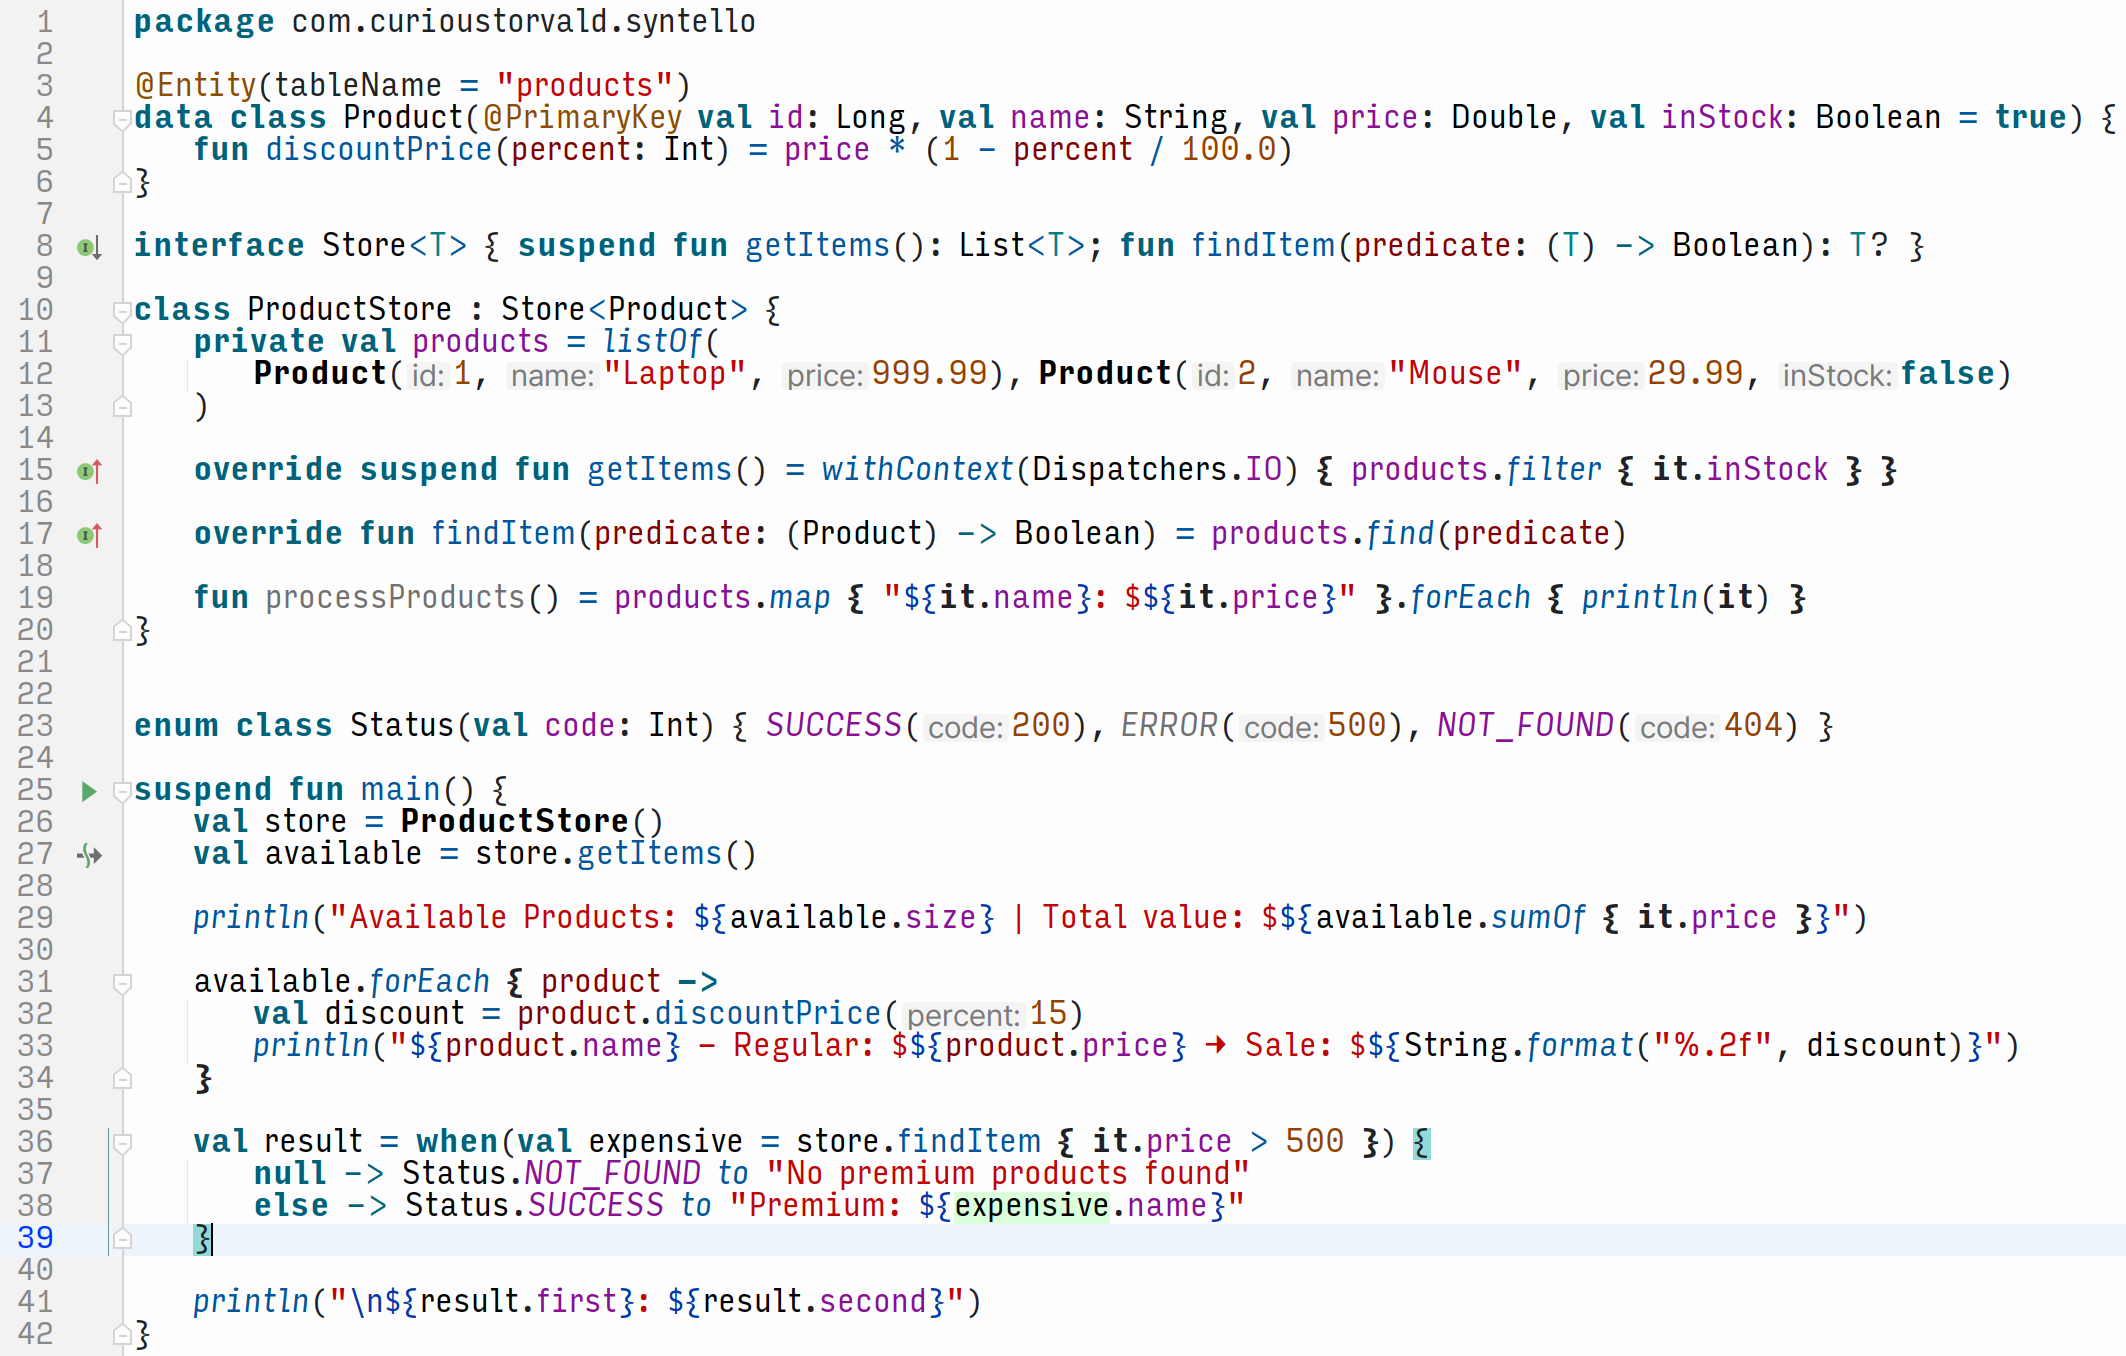 1 package com.curioustorvald.syntello
2
3 @Entity(tableName = "products")
4 data class Product(@PrimaryKey val id: Long, val name: String, val price: Double, val inStock: Boolean = true) {
5     fun discountPrice(percent: Int) = price * (1 - percent / 100.0)
6 }
7
8 interface Store<T> { suspend fun getItems(): List<T>; fun findItem(predicate: (T) -> Boolean): T? }
9
10 class ProductStore : Store<Product> {
11     private val products = listOf(
12         Product( id: 1, name: "Laptop", price: 999.99), Product( id: 2, name: "Mouse", price: 29.99, inStock: false)
13     )
14
15     override suspend fun getItems() = withContext(Dispatchers.IO) { products.filter { it.inStock } }
16
17     override fun findItem(predicate: (Product) -> Boolean) = products.find(predicate)
18
19     fun processProducts() = products.map { "${it.name}: $${it.price}" }.forEach { println(it) }
20 }
21
22
23 enum class Status(val code: Int) { SUCCESS( code: 200), ERROR( code: 500), NOT_FOUND( code: 404) }
24
25 suspend fun main() {
26     val store = ProductStore()
27     val available = store.getItems()
28
29     println("Available Products: ${available.size} | Total value: $${available.sumOf { it.price }}")
30
31     available.forEach { product ->
32         val discount = product.discountPrice( percent: 15)
33         println("${product.name} - Regular: $${product.price} → Sale: $${String.format("%.2f", discount)}")
34     }
35
36     val result = when(val expensive = store.findItem { it.price > 500 }) {
37         null -> Status.NOT_FOUND to "No premium products found"
38         else -> Status.SUCCESS to "Premium: ${expensive.name}"
39     }
40
41     println("\n${result.first}: ${result.second}")
42 }